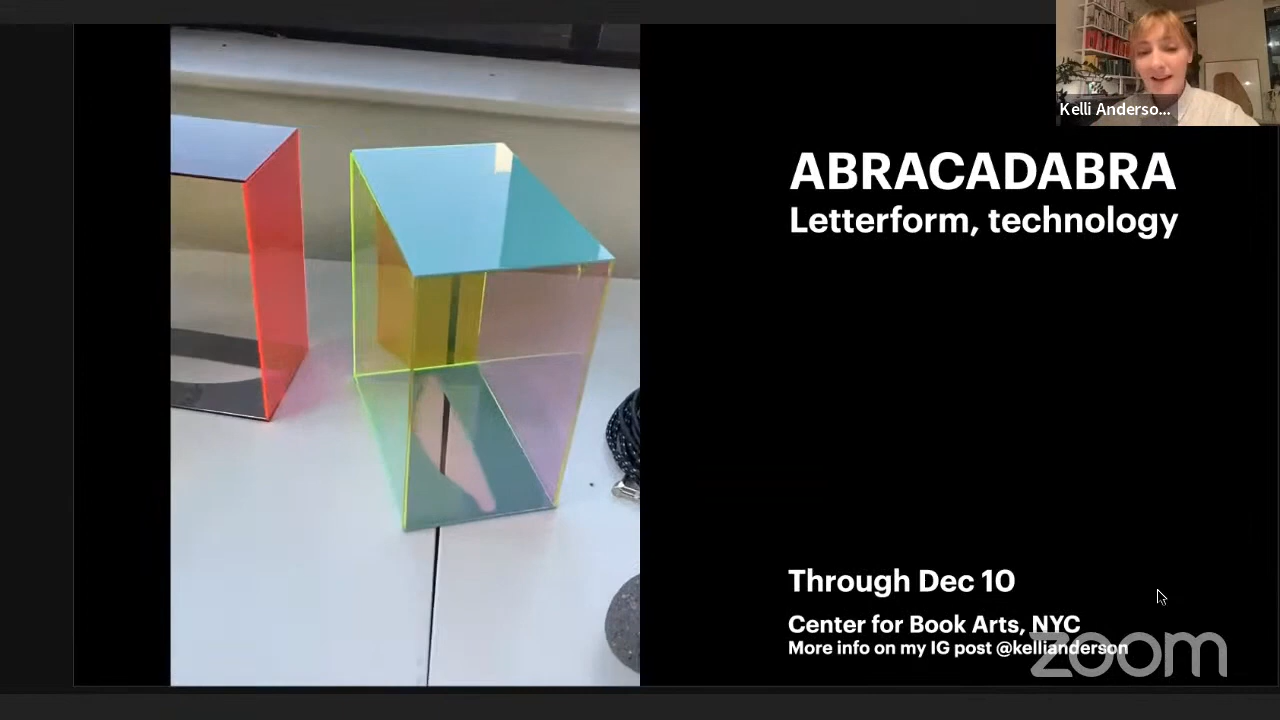 Kelli Anderso...
ABRACADABRA
Letterform, technology
Through Dec 10
Center for Book Arts, NYC
More info on my IG post @kellianderson
zoom